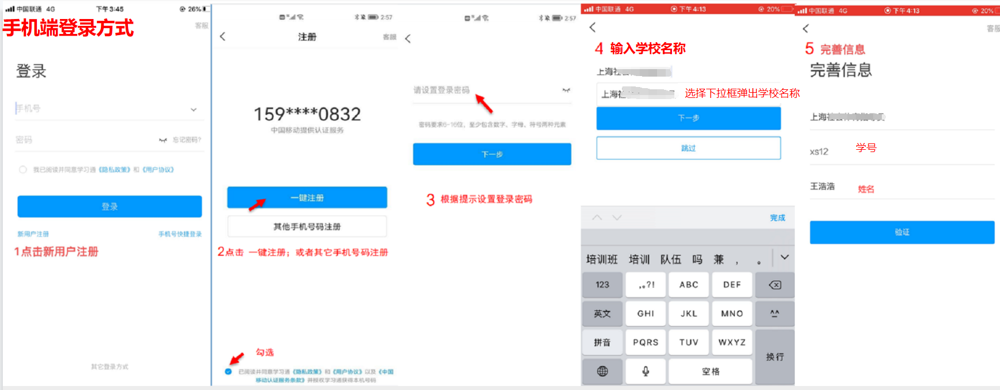 中国联通 4G 下午3:45 26%
手机端登录方式
客服
登录
手机号
密码 忘记密码?
我已阅读并同意学习通《隐私政策》和《用户协议》
登录
新用户注册 手机号快捷登录
1点击新用户注册
其它登录方式
2:57
注册 客服
159****0832
中国移动提供认证服务
一键注册
其他手机号码注册
2点击 一键注册；或者其它手机号码注册
勾选
已阅读并同意学习通《隐私政策》和《用户协议》以及《中国
移动认证服务条款》并授权学习通获得本机号码
2:57
请设置登录密码
密码要求6-16位，至少包含数字、字母、符号两种元素
下一步
3 根据提示设置登录密码
中国联通 4G 下午4:13 20%
4 输入学校名称
上海社
上海社 选择下拉框弹出学校名称
下一步
跳过
完成
培训班 培训 队伍 吗 兼 ， 。
123 ,。?! ABC DEF
英文 GHI JKL MNO ^^
拼音 PQRS TUV WXYZ
换行
空格
中国联通 4G 下午4:13 20%
客服
5 完善信息
完善信息
上海
xs12 学号
王浩浩 姓名
验证